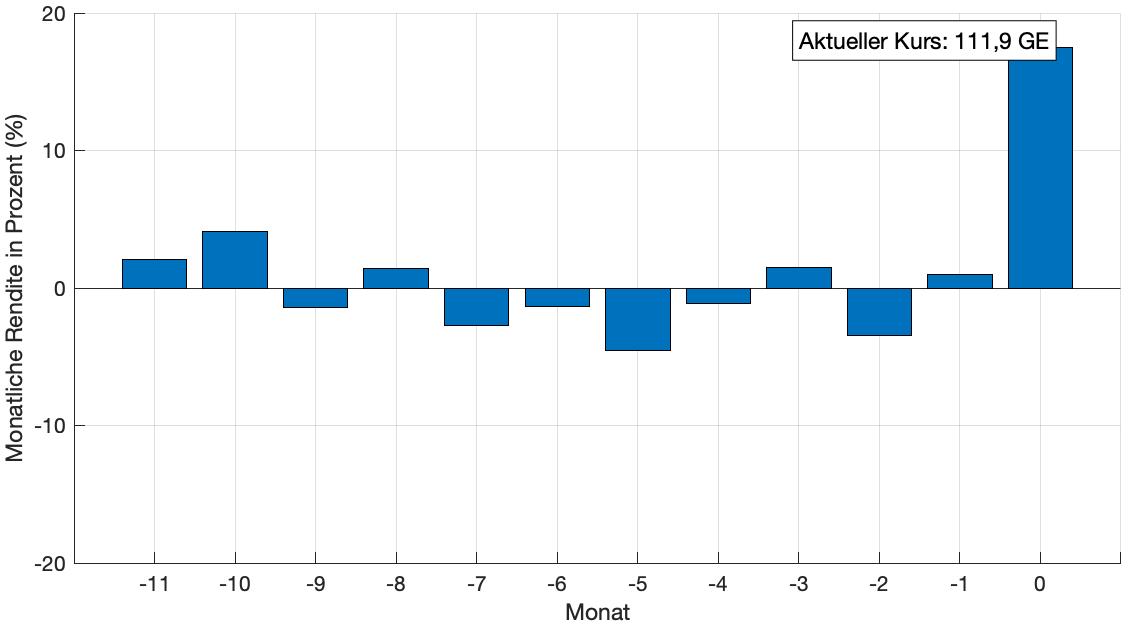 Aktueller Kurs: 111,9 GE
20
10
0
-10
-20
Monatliche Rendite in Prozent (%)
-11 -10 -9 -8 -7 -6 -5 -4 -3 -2 -1 0
Monat